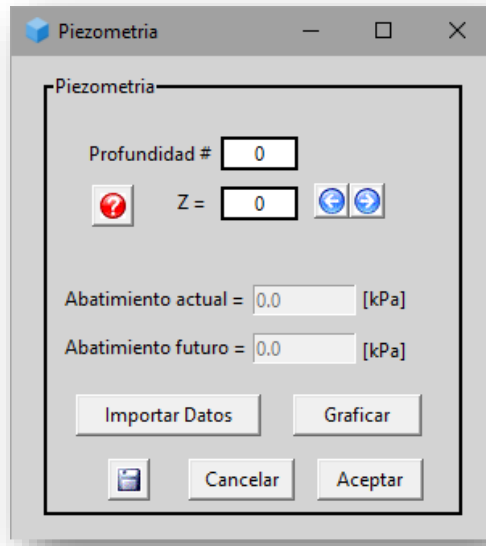 Piezometria
Piezometria
Profundidad # 0
Z = 0
Abatimiento actual = 0.0 [kPa]
Abatimiento futuro = 0.0 [kPa]
Importar Datos Graficar
Cancelar Aceptar